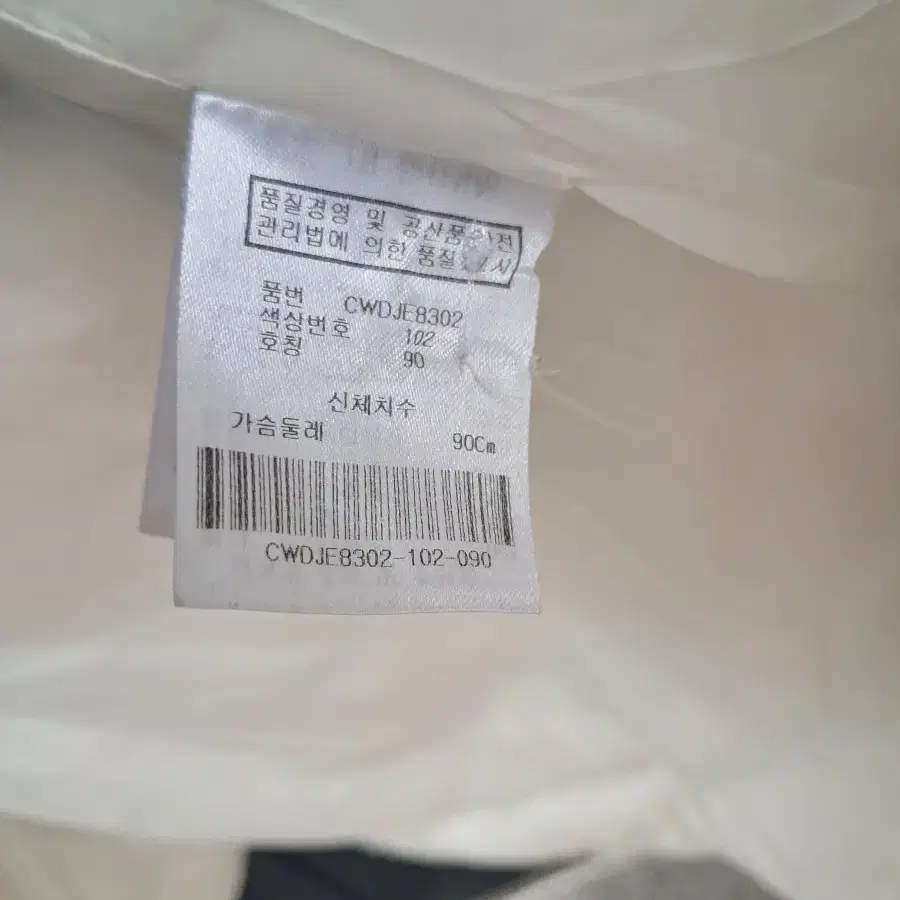 품질경영 및 공산품안전
관리법에 의한 품질표시
품번 CWDJE8302
색상번호 102
호칭 90
신체치수
가슴둘레 90Cm
CWDJE8302-102-090